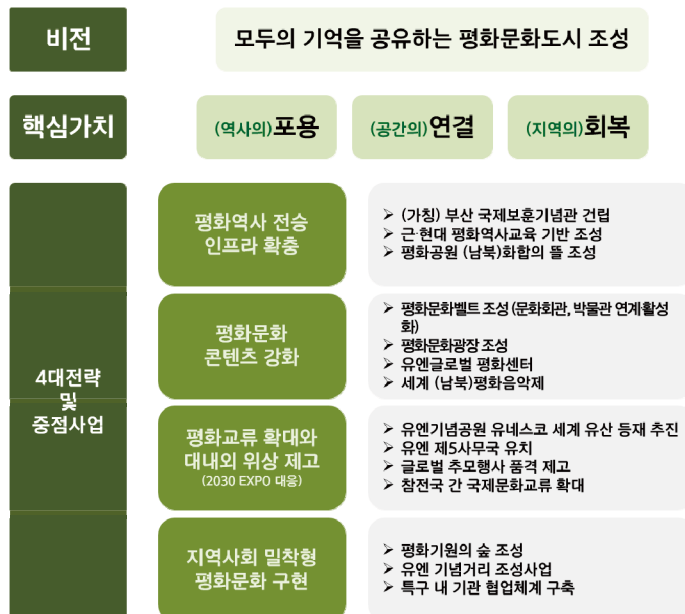 비전
모두의 기억을 공유하는 평화문화도시 조성
핵심가치
(역사의)포용
(공간의)연결
(지역의)회복
4대전략
및
중점사업
평화역사 전승
인프라 확충
➢ (가칭) 부산 국제보훈기념관 건립
➢ 근·현대 평화역사교육 기반 조성
➢ 평화공원 (남북)화합의 뜰 조성
평화문화
콘텐츠 강화
➢ 평화문화벨트 조성 (문화회관, 박물관 연계활성
화)
➢ 평화문화광장 조성
➢ 유엔글로벌 평화센터
➢ 세계 (남북)평화음악제
평화교류 확대와
대내외 위상 제고
(2030 EXPO 대응)
➢ 유엔기념공원 유네스코 세계 유산 등재 추진
➢ 유엔 제5사무국 유치
➢ 글로벌 추모행사 품격 제고
➢ 참전국 간 국제문화교류 확대
지역사회 밀착형
평화문화 구현
➢ 평화기원의 숲 조성
➢ 유엔 기념거리 조성사업
➢ 특구 내 기관 협업체계 구축